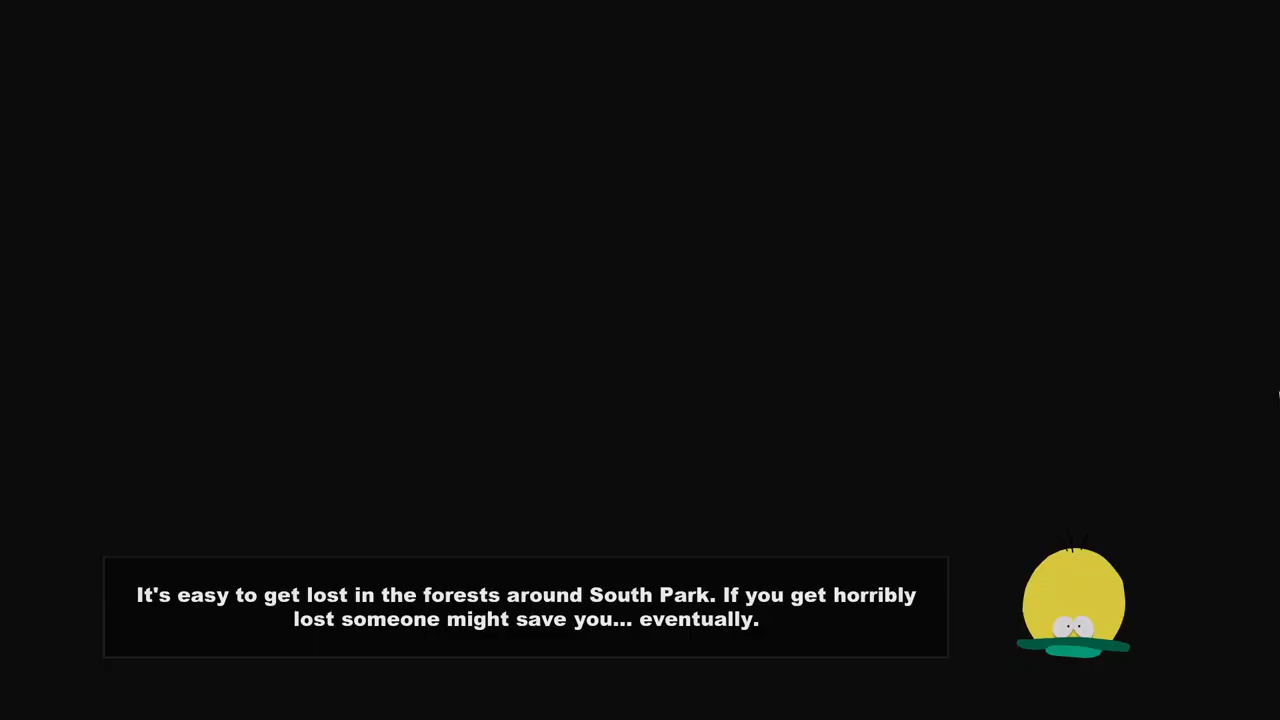 It's easy to get lost in the forests around South Park. If you get horribly
lost someone might save you... eventually.